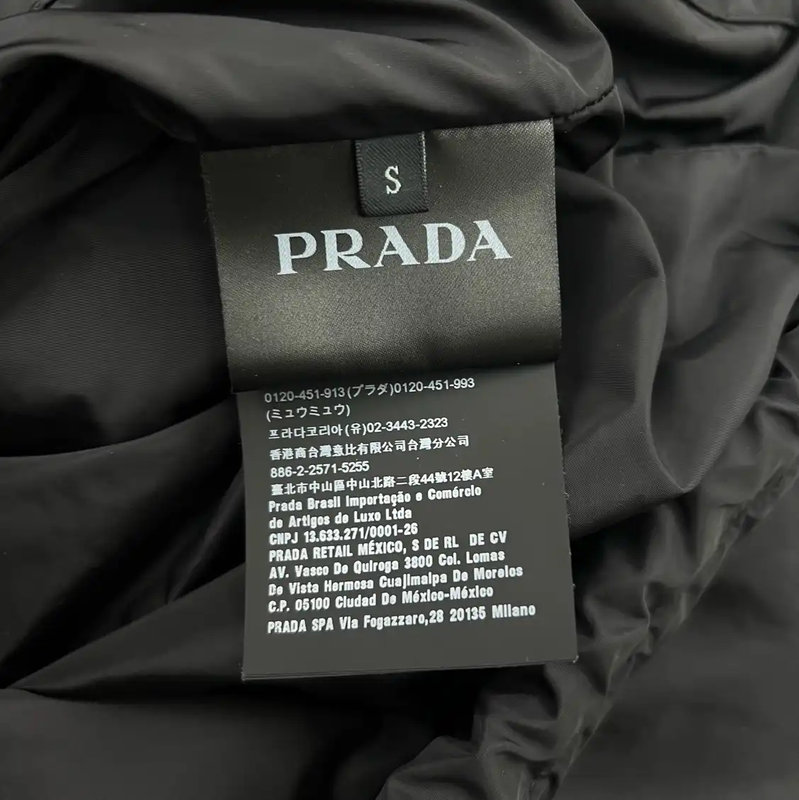 S
PRADA
0120-451-913(プラダ)0120-451-993
(ミュウミュウ)
프라다코리아(유)02-3443-2323
香港商台灣壹比有限公司台灣分公司
886-2-2571-5255
臺北市中山區中山北路二段44號12樓A室
Prada Brasil Importação e Comércio
de Artigos de Luxo Ltda
CNPJ 13.633.271/0001-26
PRADA RETAIL MÉXICO, S DE RL DE CV
AV. Vasco De Quiroga 3800 Col. Lomas
De Vista Hermosa Cuajimalpa De Morelos
C.P. 05100 Ciudad De México-México
PRADA SPA Via Fogazzaro,28 20135 Milano